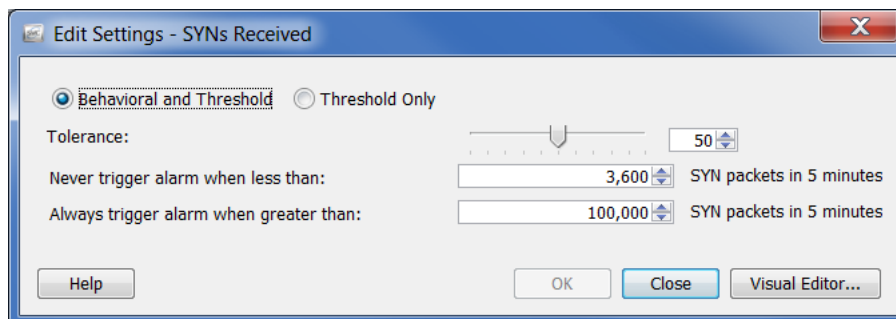 Edit Settings - SYNs Received
Behavioral and Threshold Threshold Only
Tolerance: 50
Never trigger alarm when less than: 3,600 SYN packets in 5 minutes
Always trigger alarm when greater than: 100,000 SYN packets in 5 minutes
Help OK Close Visual Editor...